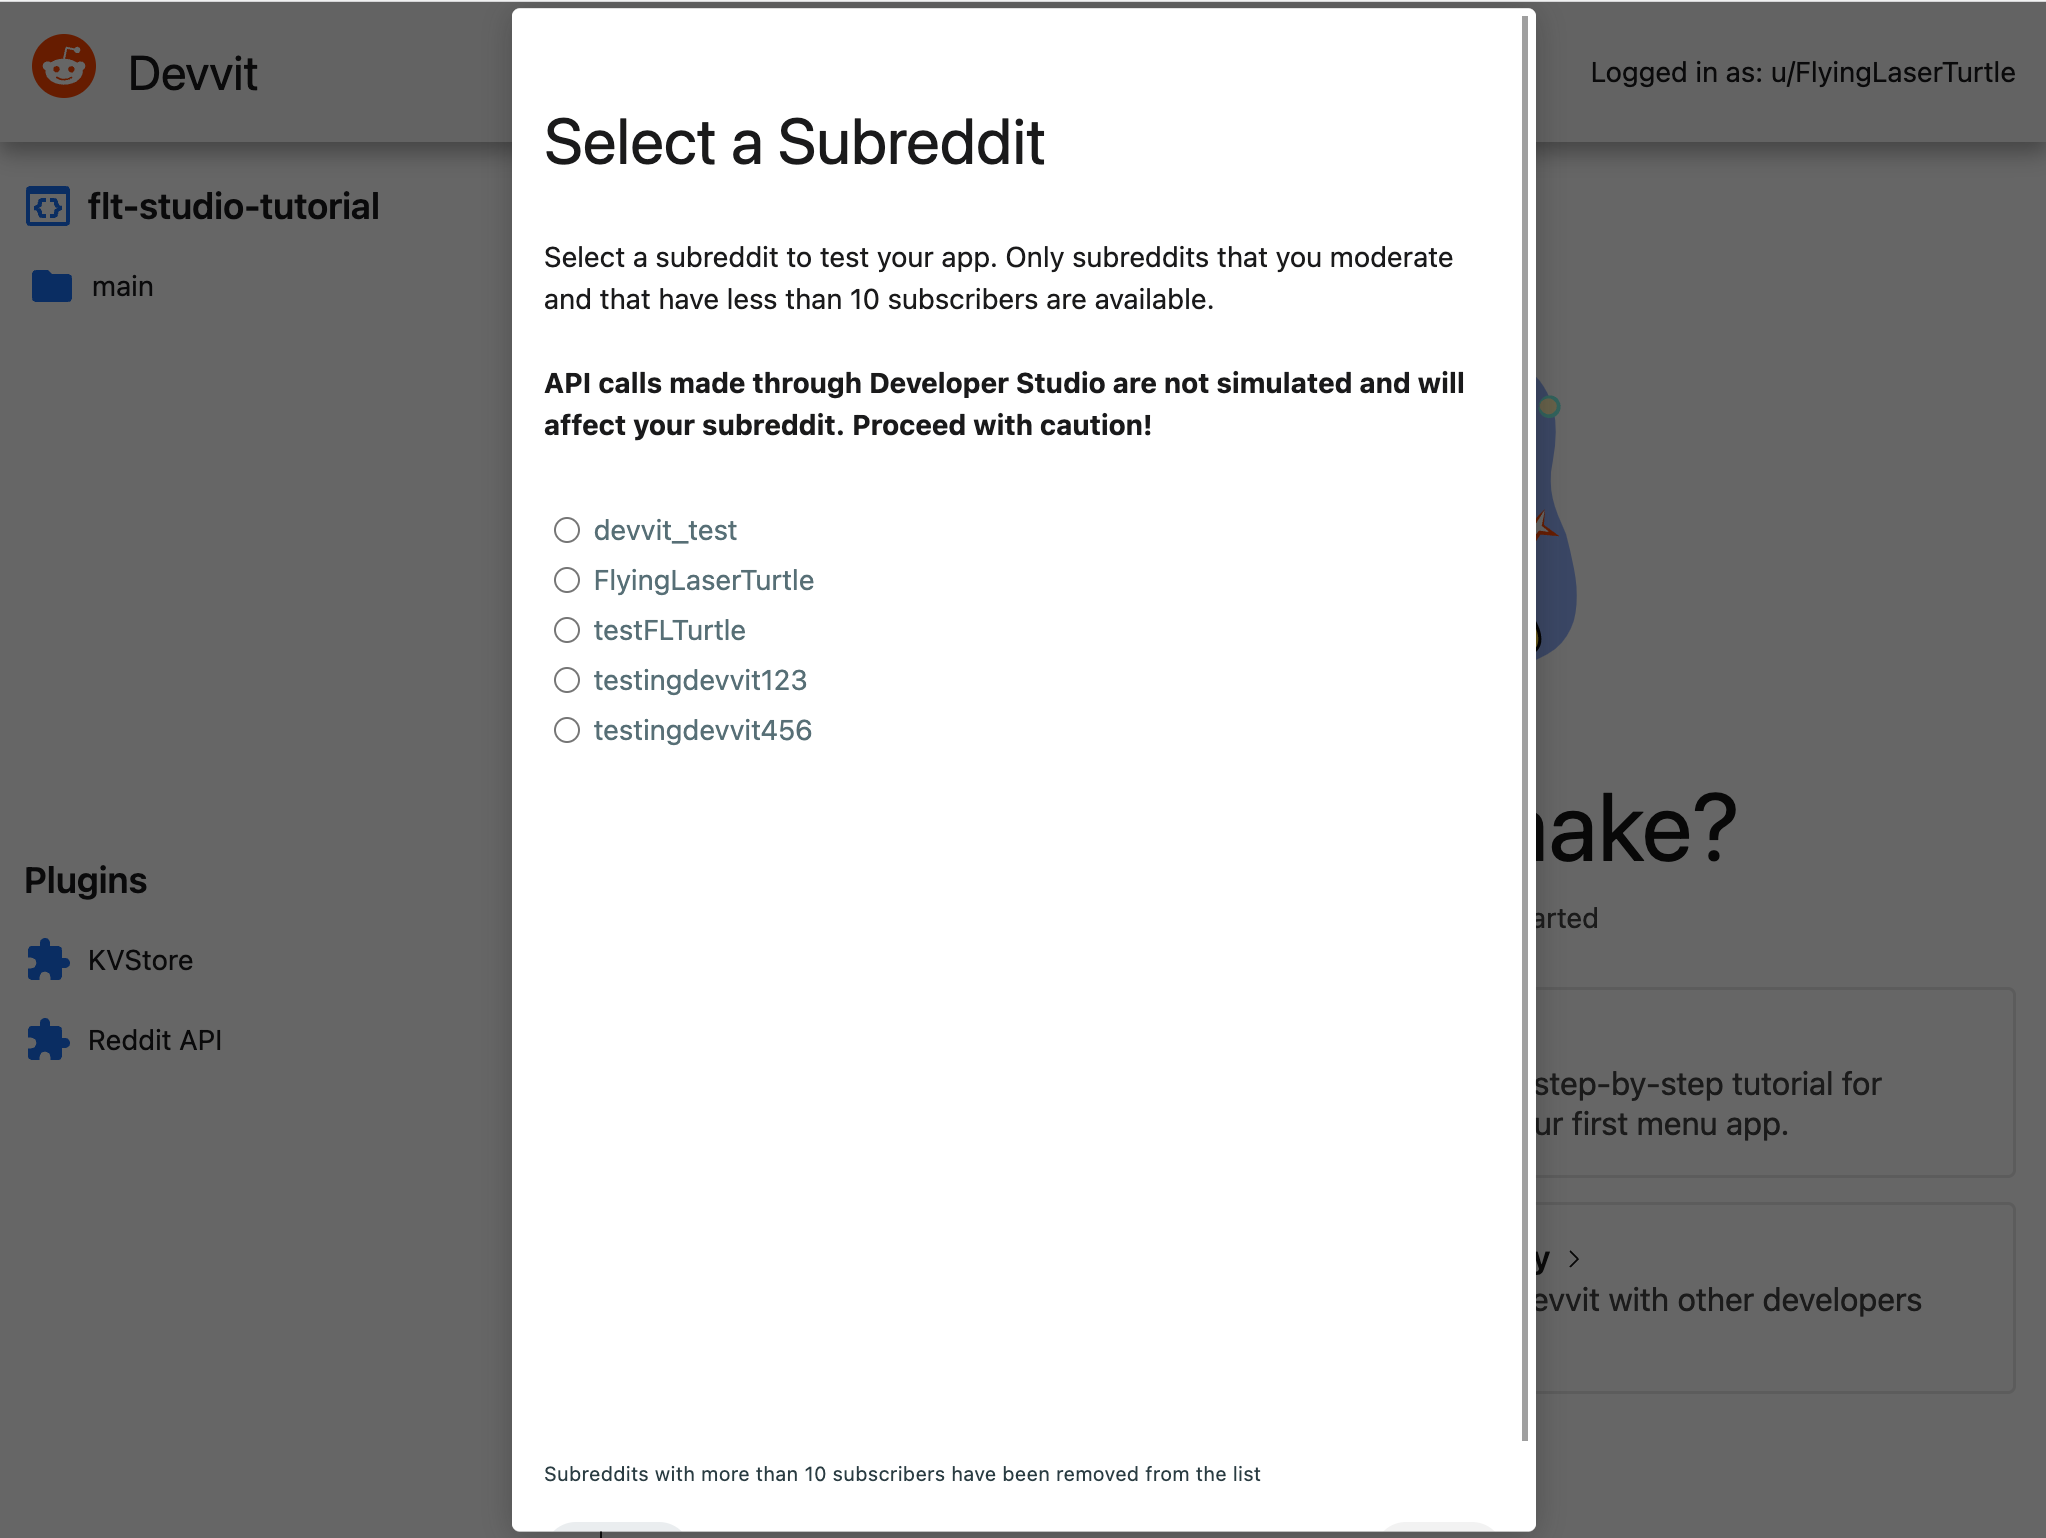 Devvit
Logged in as: u/FlyingLaserTurtle
flt-studio-tutorial
main
Plugins
KVStore
Reddit API
Select a Subreddit
Select a subreddit to test your app. Only subreddits that you moderate
and that have less than 10 subscribers are available.
API calls made through Developer Studio are not simulated and will
affect your subreddit. Proceed with caution!
devvit_test
FlyingLaserTurtle
testFLTurtle
testingdevvit123
testingdevvit456
Subreddits with more than 10 subscribers have been removed from the list
step-by-step tutorial for
first menu app.
with other developers